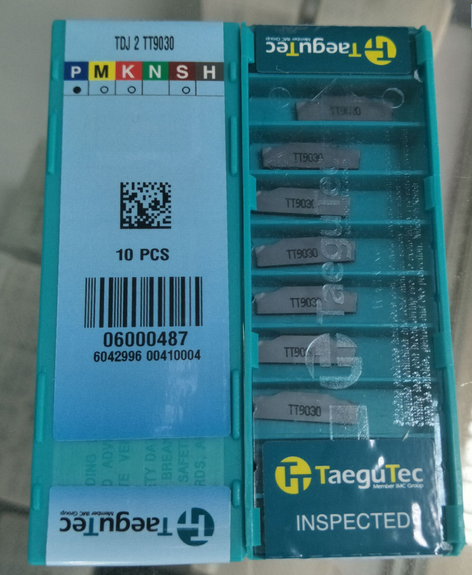 TDJ 2 TT9030
P M K N S H
10 PCS
06000487
6042996 00410004
TaeguTec
Member IMC Group
TaeguTec
Member IMC Group
TT9030
TT9030
TT9030
TT9030
TT9030
TaeguTec
Member IMC Group
INSPECTED